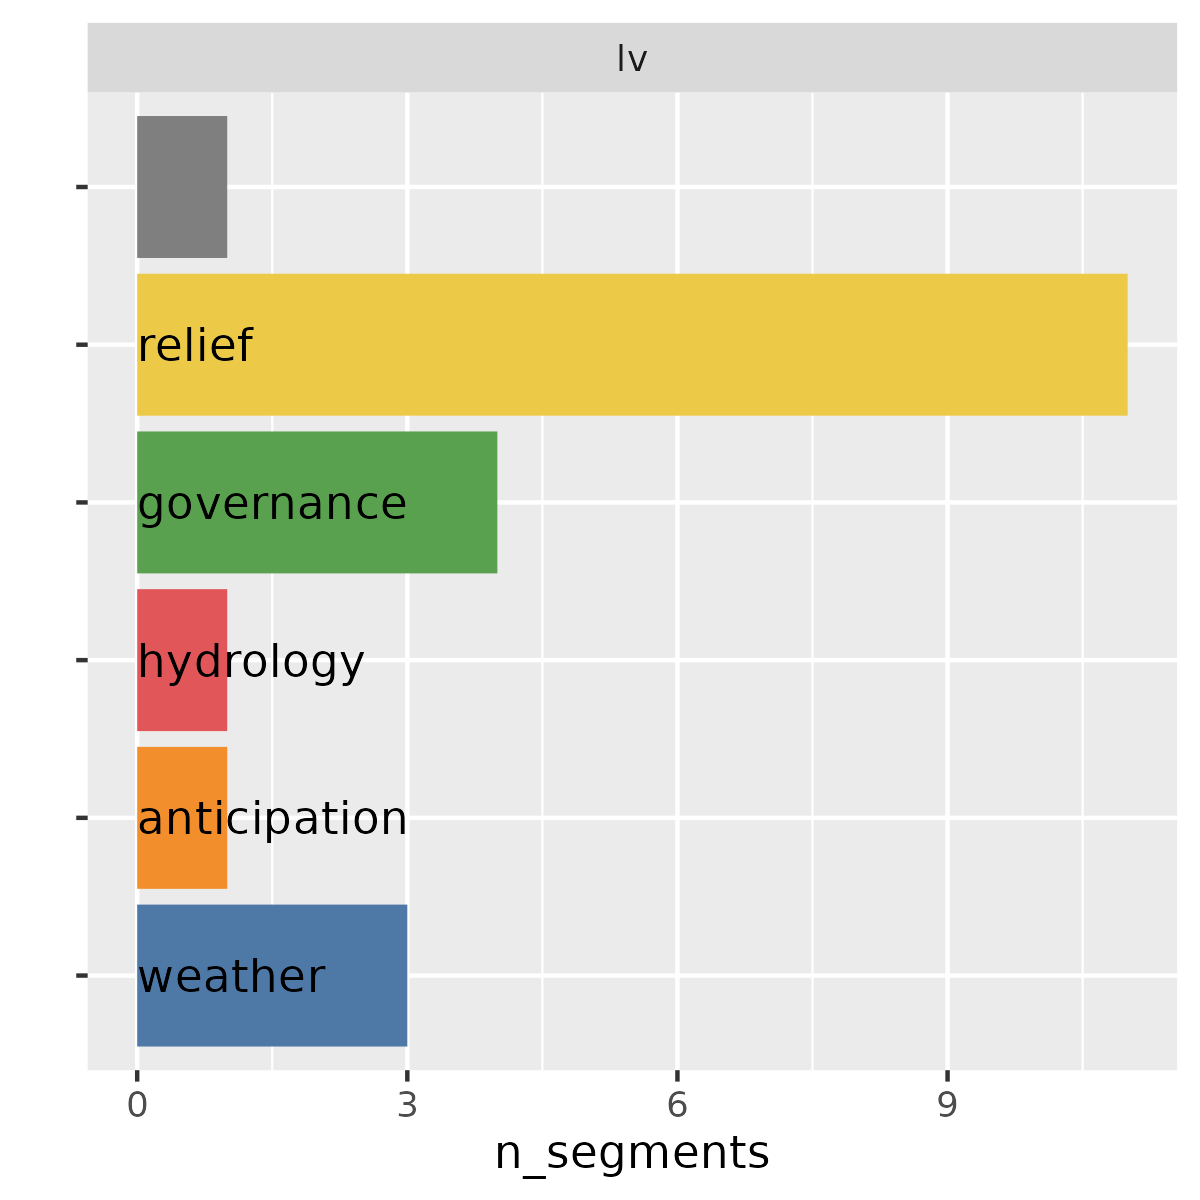 lv
relief
governance
hydrology
anticipation
weather
0 3 6 9
n_segments